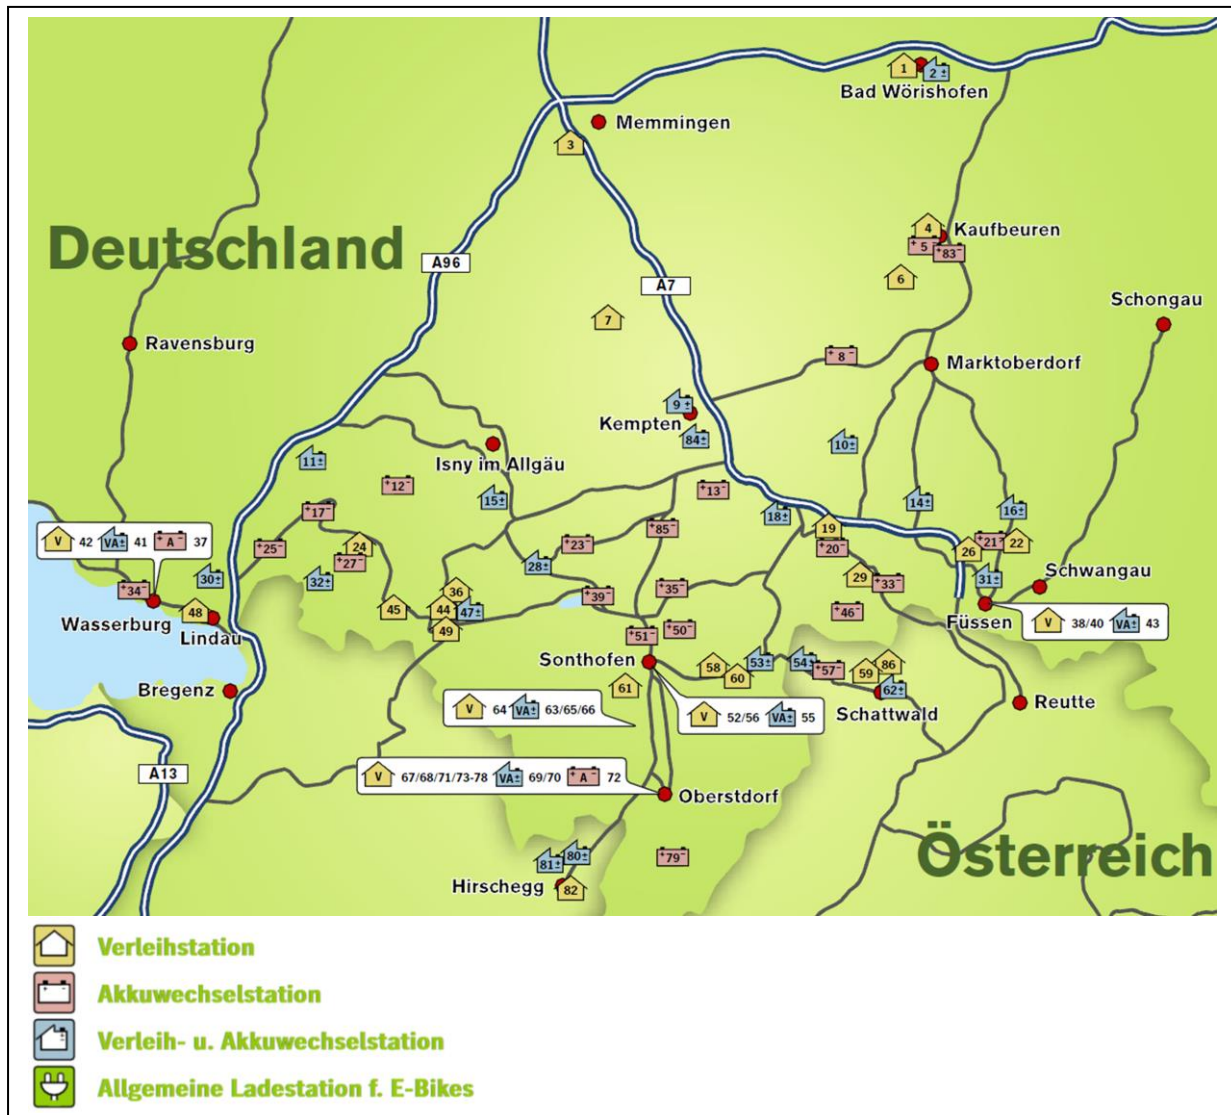 1
2 ±
Bad Wörishofen
Memmingen
3
Deutschland
4
Kaufbeuren
+ 5 -
+83-
A96
6
A7
Schongau
7
Ravensburg
+ 8 -
Marktoberdorf
9 ±
Kempten
84±
10±
Isny im Allgäu
11±
+12-
15±
+13-
14±
16±
+17-
18±
19
+85-
V 42 VA± 41 + A - 37
+25-
24
+27-
+23-
+20-
26
+21-
22
30±
32±
28±
29
+33-
31±
Schwangau
+34-
36
+39-
+35-
Wasserburg
48
Lindau
45
44
47±
+46-
Füssen
V 38/40 VA± 43
49
+51-
+50-
Sonthofen
58
60
53±
54±
+57-
59
86
62±
Bregenz
61
Schattwald
Reutte
V 64 VA± 63/65/66
V 52/56 VA± 55
A13
V 67/68/71/73-78 VA± 69/70 + A - 72
Oberstdorf
Österreich
81±
80±
+79-
Hirschegg
82
Verleihstation
Akkuwechselstation
Verleih- u. Akkuwechselstation
Allgemeine Ladestation f. E-Bikes